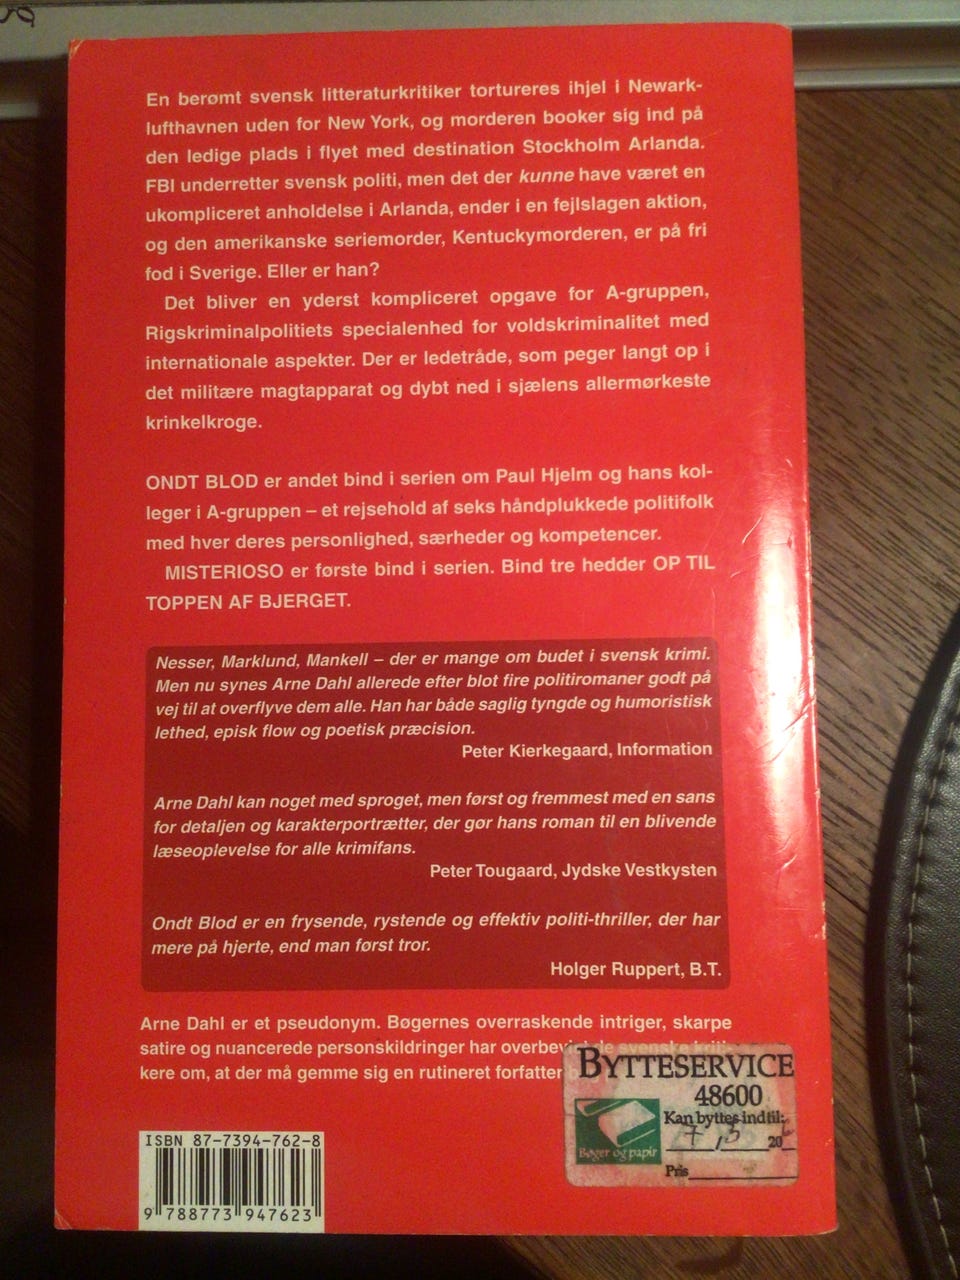 En berømt svensk litteraturkritiker tortureres ihjel i Newark-
lufthavnen uden for New York, og morderen booker sig ind på
den ledige plads i flyet med destination Stockholm Arlanda.
FBI underretter svensk politi, men det der kunne have været en
ukompliceret anholdelse i Arlanda, ender i en fejlslagen aktion,
og den amerikanske seriemorder, Kentuckymorderen, er på fri
fod i Sverige. Eller er han?
Det bliver en yderst kompliceret opgave for A-gruppen,
Rigskriminalpolitiets specialenhed for voldskriminalitet med
internationale aspekter. Der er ledetråde, som peger langt op i
det militære magtapparat og dybt ned i sjælens allermørkeste
krinkelkroge.
ONDT BLOD er andet bind i serien om Paul Hjelm og hans kol-
leger i A-gruppen – et rejsehold af seks håndplukkede politifolk
med hver deres personlighed, særheder og kompetencer.
MISTERIOSO er første bind i serien. Bind tre hedder OP TIL
TOPPEN AF BJERGET.
Nesser, Marklund, Mankell – der er mange om budet i svensk krimi.
Men nu synes Arne Dahl allerede efter blot fire politiromaner godt på
vej til at overflyve dem alle. Han har både saglig tyngde og humoristisk
lethed, episk flow og poetisk præcision.
Peter Kierkegaard, Information
Arne Dahl kan noget med sproget, men først og fremmest med en sans
for detaljen og karakterportrætter, der gør hans roman til en blivende
læseoplevelse for alle krimifans.
Peter Tougaard, Jydske Vestkysten
Ondt Blod er en frysende, rystende og effektiv politi-thriller, der har
mere på hjerte, end man først tror.
Holger Ruppert, B.T.
Arne Dahl er et pseudonym. Bøgernes overraskende intriger, skarpe
satire og nuancerede personskildringer har de svenske kriti-
kere om, at der må gemme sig en rutineret forfatter
BYTTESERVICE
48600
Kan byttes indtil:
7 / 3 20
Bøger og papir
Pris
ISBN 87-7394-762-8
9 788773 947623